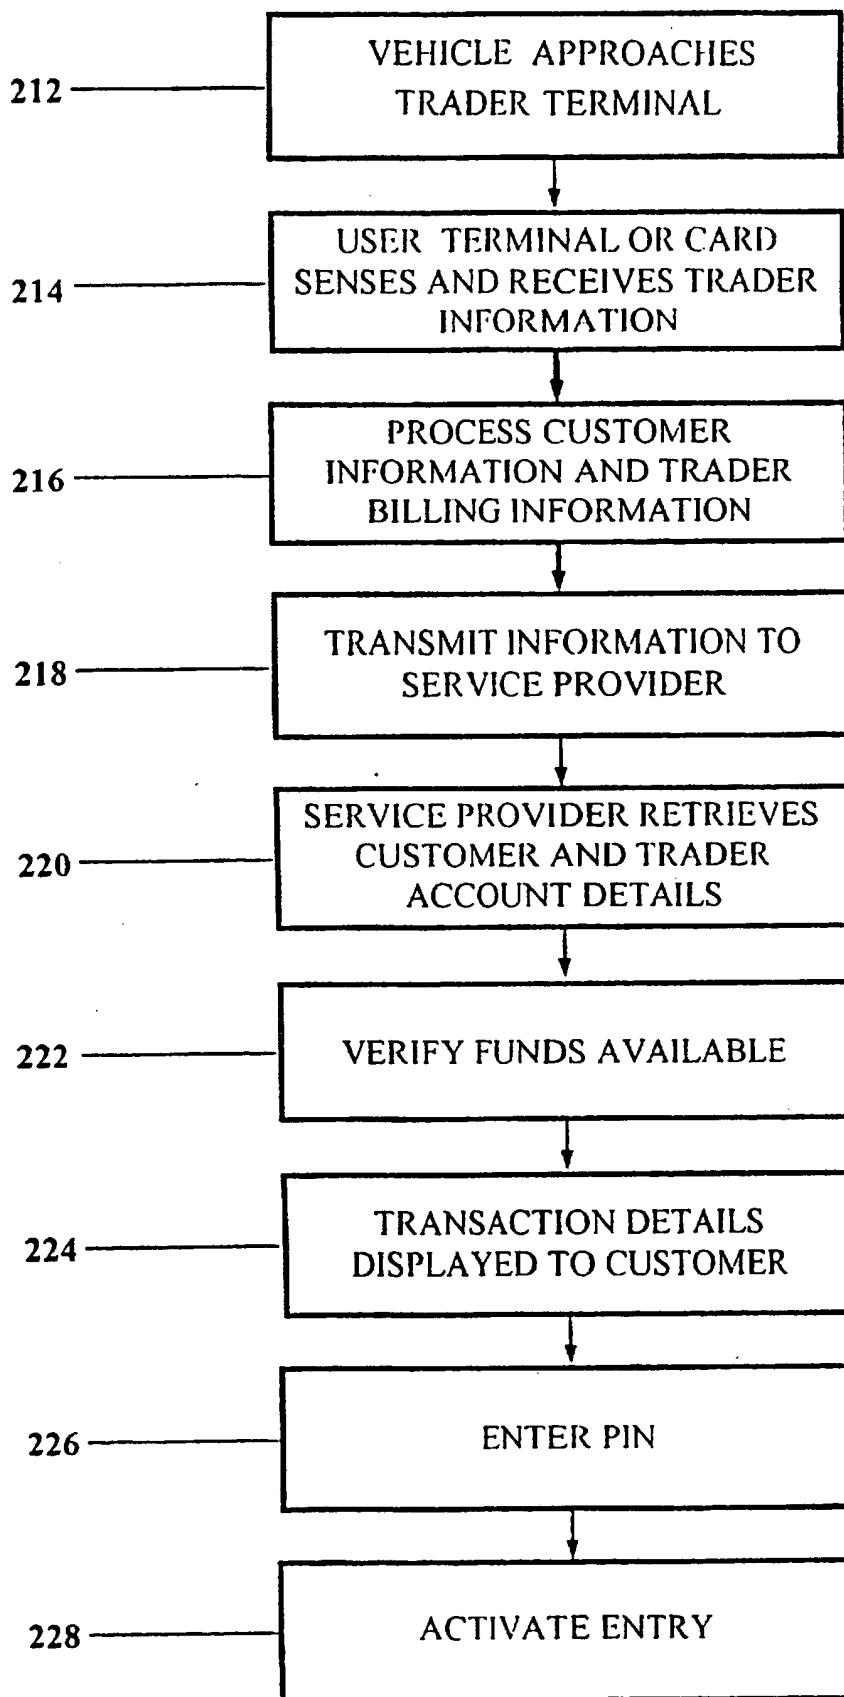 212
VEHICLE APPROACHES
TRADER TERMINAL
214
USER TERMINAL OR CARD
SENSES AND RECEIVES TRADER
INFORMATION
216
PROCESS CUSTOMER
INFORMATION AND TRADER
BILLING INFORMATION
218
TRANSMIT INFORMATION TO
SERVICE PROVIDER
220
SERVICE PROVIDER RETRIEVES
CUSTOMER AND TRADER
ACCOUNT DETAILS
222
VERIFY FUNDS AVAILABLE
224
TRANSACTION DETAILS
DISPLAYED TO CUSTOMER
226
ENTER PIN
228
ACTIVATE ENTRY